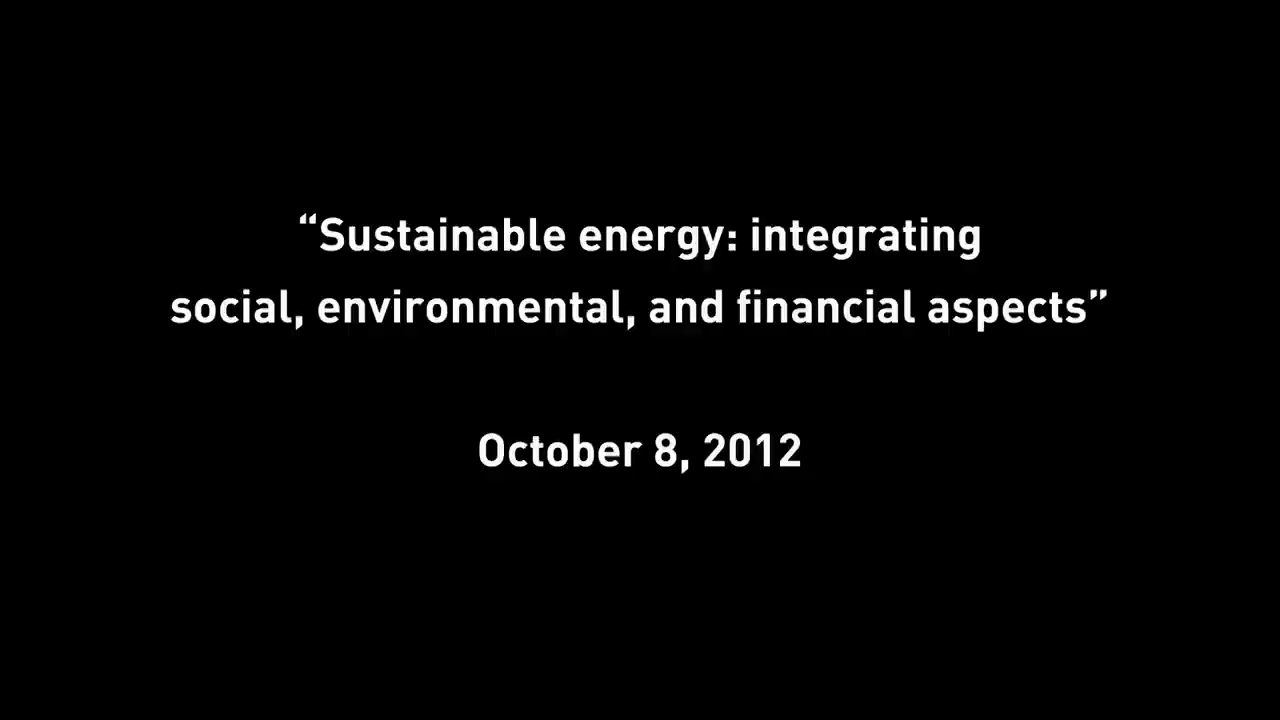 “Sustainable energy: integrating
social, environmental, and financial aspects”
October 8, 2012